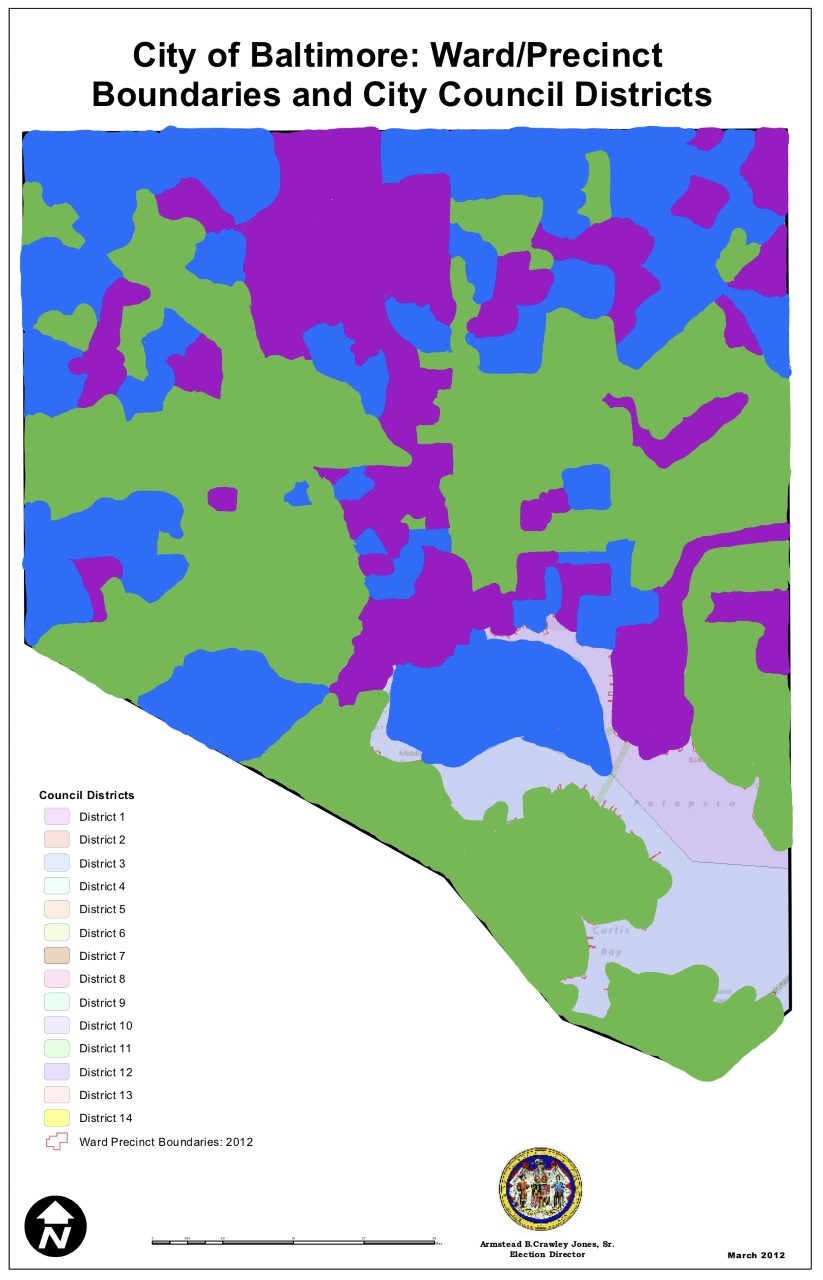 City of Baltimore: Ward/Precinct
Boundaries and City Council Districts
Patapsco
Curtis
Bay
Council Districts
District 1
District 2
District 3
District 4
District 5
District 6
District 7
District 8
District 9
District 10
District 11
District 12
District 13
District 14
Ward Precinct Boundaries: 2012
N
Armstead B.Crawley Jones, Sr.
Election Director
March 2012